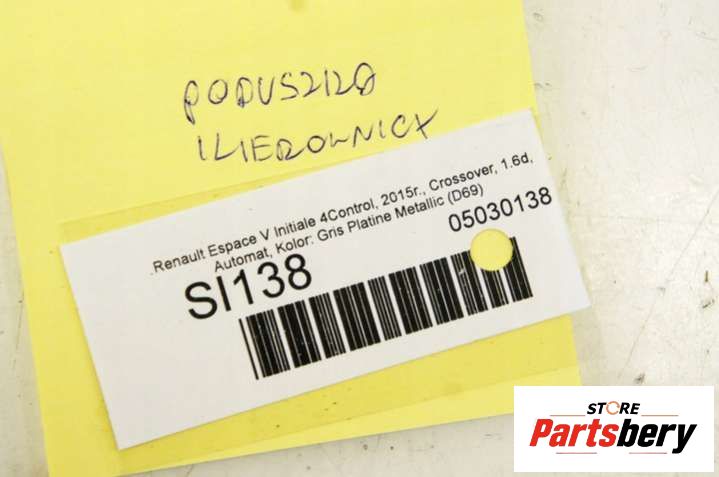 PODUSZKA
KIEROWNICY
Renault Espace V Initiale 4Control, 2015r., Crossover, 1.6d,
Automat, Kolor: Gris Platine Metallic (D69)
SI138
05030138
STORE
Partsbery